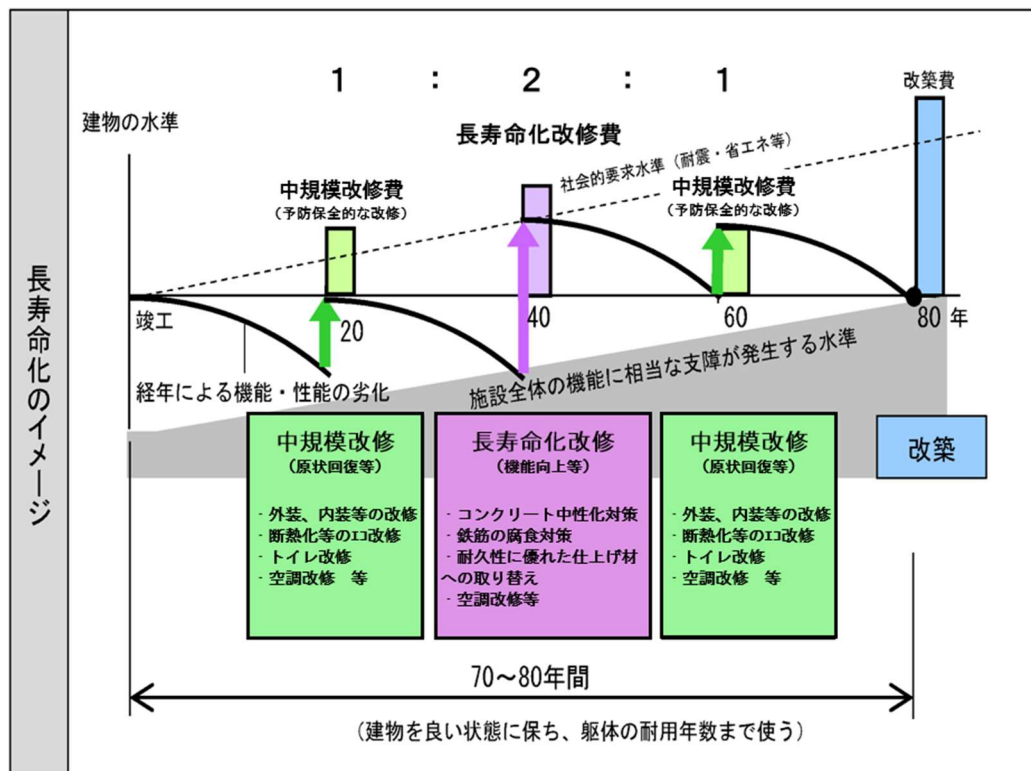 長寿命化のイメージ
1 : 2 : 1
改築費
建物の水準
長寿命化改修費
社会的要求水準（耐震・省エネ等）
中規模改修費
（予防保全的な改修）
中規模改修費
（予防保全的な改修）
竣工
20
40
60
80 年
経年による機能・性能の劣化
施設全体の機能に相当な支障が発生する水準
中規模改修
（原状回復等）
- 外装、内装等の改修
- 断熱化等のｴｺ改修
- トイレ改修
- 空調改修　等
長寿命化改修
（機能向上等）
- コンクリート中性化対策
- 鉄筋の腐食対策
- 耐久性に優れた仕上げ材
への取り替え
- 空調改修等
中規模改修
（原状回復等）
- 外装、内装等の改修
- 断熱化等のｴｺ改修
- トイレ改修
- 空調改修　等
改築
70～80年間
（建物を良い状態に保ち、躯体の耐用年数まで使う）